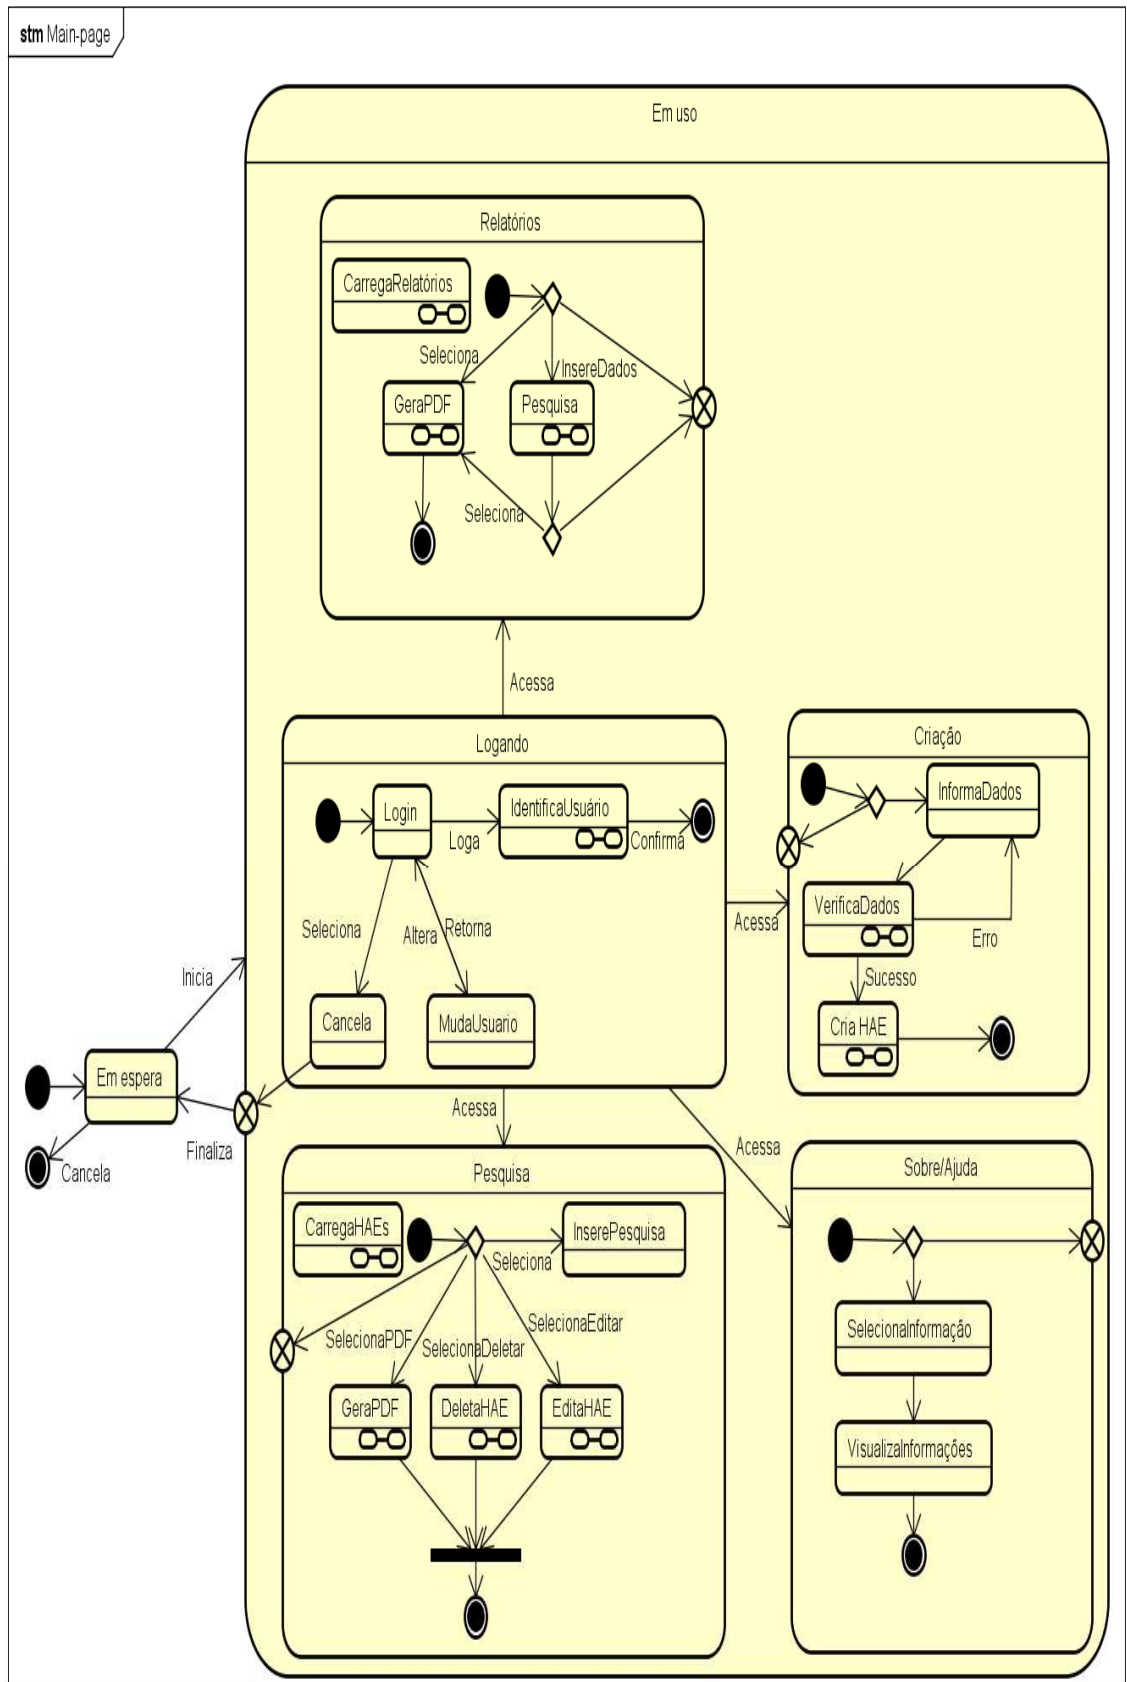 stm Main-page
Em uso
Relatórios
CarregaRelatórios
Seleciona
InsereDados
GeraPDF
Pesquisa
Seleciona
Acessa
Logando
Login
Loga
IdentificaUsuário
Confirma
Seleciona
Altera
Retorna
Cancela
MudaUsuario
Acessa
Criação
InformaDados
VerificaDados
Erro
Sucesso
Cria HAE
Inicia
Em espera
Cancela
Finaliza
Acessa
Acessa
Pesquisa
CarregaHAEs
Seleciona
InserePesquisa
SelecionaPDF
SelecionaDeletar
SelecionaEditar
GeraPDF
DeletaHAE
EditaHAE
Sobre/Ajuda
SelecionaInformação
VisualizaInformações